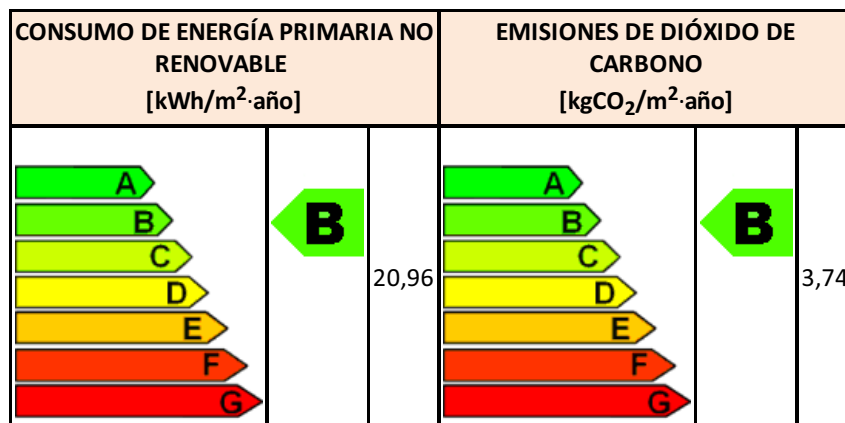 CONSUMO DE ENERGÍA PRIMARIA NO
RENOVABLE
[kWh/m²·año]
A
B
C
D
E
F
G
B
20,96
EMISIONES DE DIÓXIDO DE
CARBONO
[kgCO₂/m²·año]
A
B
C
D
E
F
G
B
3,74